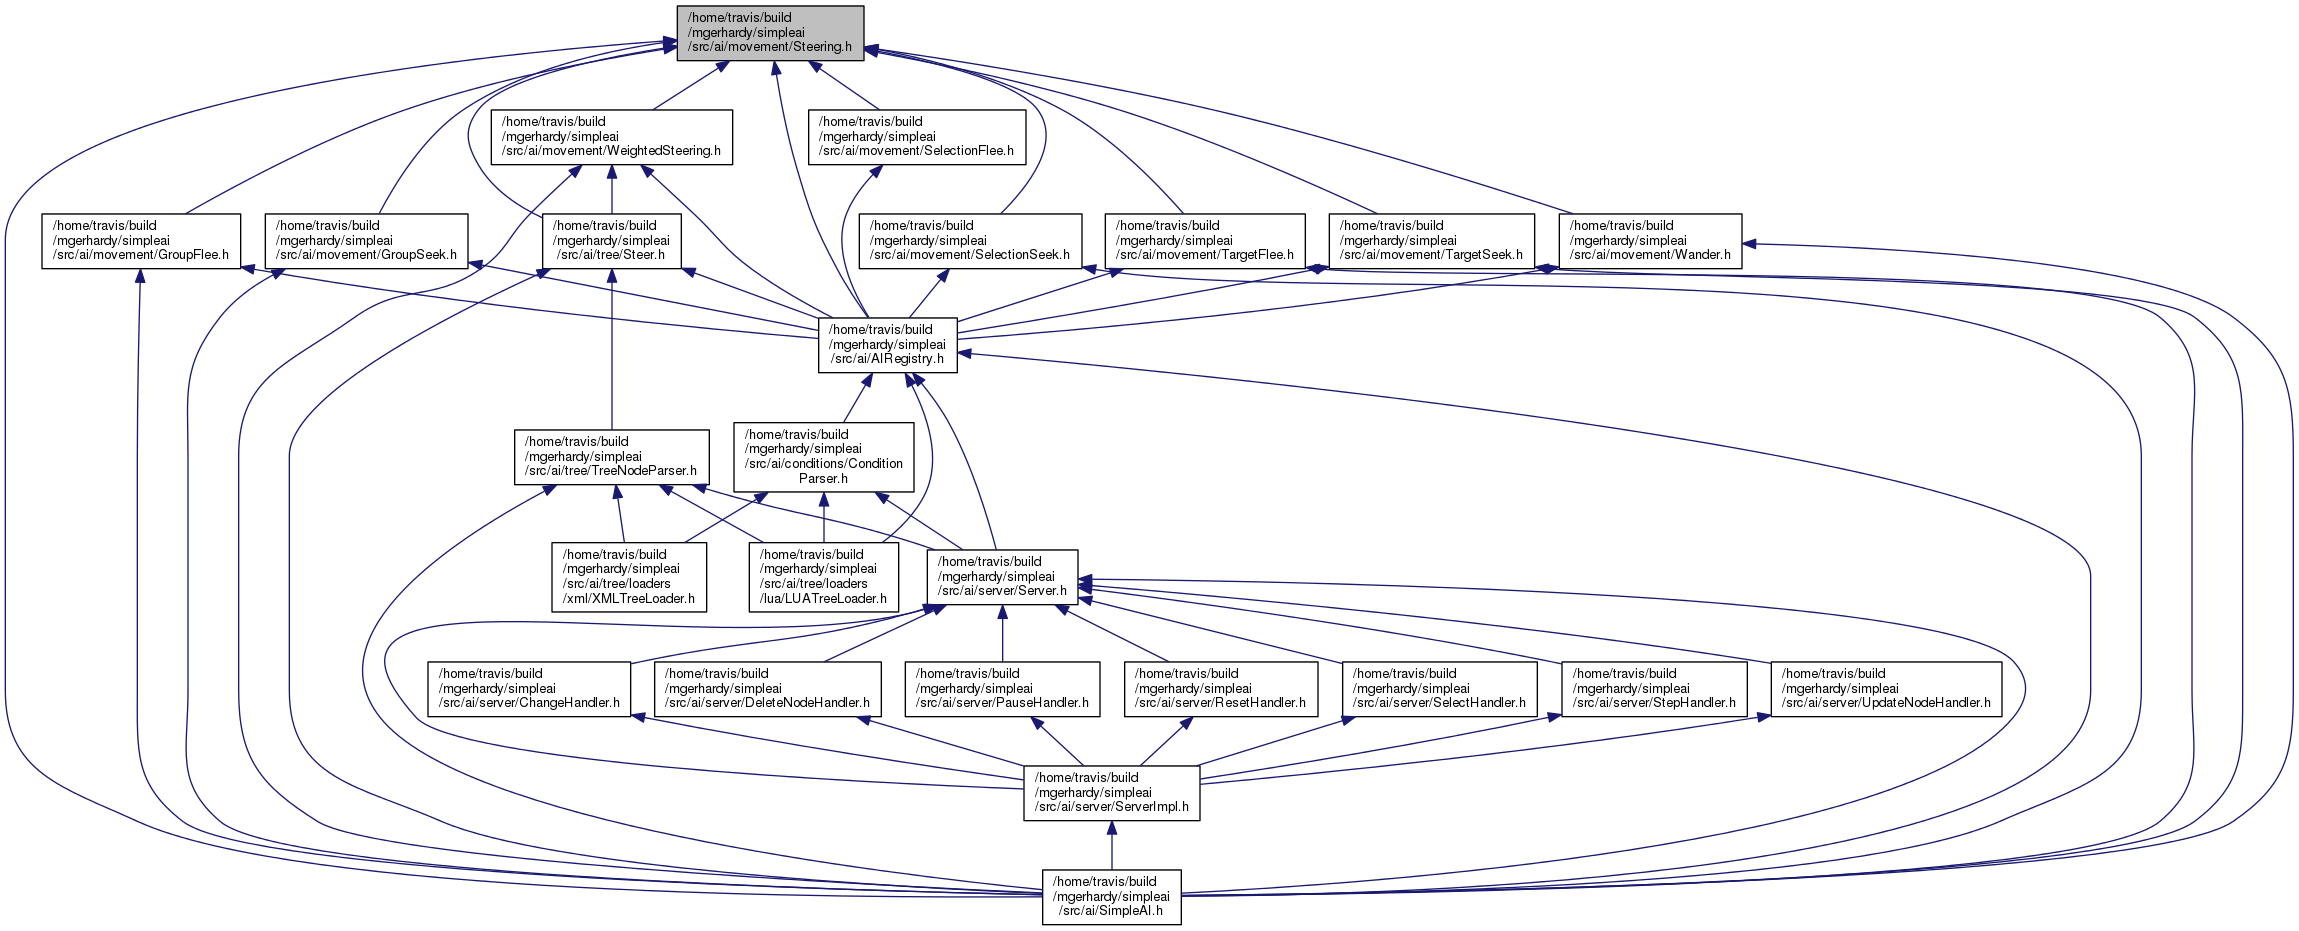 /home/travis/build
/mgerhardy/simpleai
/src/ai/movement/Steering.h
/home/travis/build
/mgerhardy/simpleai
/src/ai/movement/WeightedSteering.h
/home/travis/build
/mgerhardy/simpleai
/src/ai/movement/SelectionFlee.h
/home/travis/build
/mgerhardy/simpleai
/src/ai/movement/GroupFlee.h
/home/travis/build
/mgerhardy/simpleai
/src/ai/movement/GroupSeek.h
/home/travis/build
/mgerhardy/simpleai
/src/ai/tree/Steer.h
/home/travis/build
/mgerhardy/simpleai
/src/ai/movement/SelectionSeek.h
/home/travis/build
/mgerhardy/simpleai
/src/ai/movement/TargetFlee.h
/home/travis/build
/mgerhardy/simpleai
/src/ai/movement/TargetSeek.h
/home/travis/build
/mgerhardy/simpleai
/src/ai/movement/Wander.h
/home/travis/build
/mgerhardy/simpleai
/src/ai/AIRegistry.h
/home/travis/build
/mgerhardy/simpleai
/src/ai/tree/TreeNodeParser.h
/home/travis/build
/mgerhardy/simpleai
/src/ai/conditions/Condition
Parser.h
/home/travis/build
/mgerhardy/simpleai
/src/ai/tree/loaders
/xml/XMLTreeLoader.h
/home/travis/build
/mgerhardy/simpleai
/src/ai/tree/loaders
/lua/LUATreeLoader.h
/home/travis/build
/mgerhardy/simpleai
/src/ai/server/Server.h
/home/travis/build
/mgerhardy/simpleai
/src/ai/server/ChangeHandler.h
/home/travis/build
/mgerhardy/simpleai
/src/ai/server/DeleteNodeHandler.h
/home/travis/build
/mgerhardy/simpleai
/src/ai/server/PauseHandler.h
/home/travis/build
/mgerhardy/simpleai
/src/ai/server/ResetHandler.h
/home/travis/build
/mgerhardy/simpleai
/src/ai/server/SelectHandler.h
/home/travis/build
/mgerhardy/simpleai
/src/ai/server/StepHandler.h
/home/travis/build
/mgerhardy/simpleai
/src/ai/server/UpdateNodeHandler.h
/home/travis/build
/mgerhardy/simpleai
/src/ai/server/ServerImpl.h
/home/travis/build
/mgerhardy/simpleai
/src/ai/SimpleAI.h